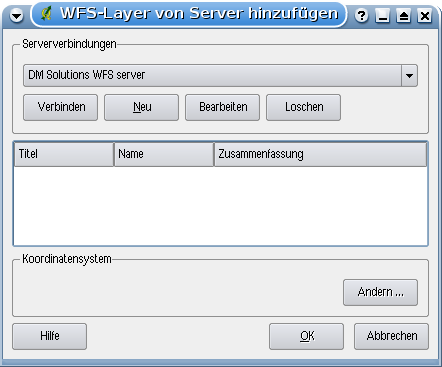 WFS-Layer von Server hinzufügen
Serververbindungen
DM Solutions WFS server
Verbinden Neu Bearbeiten Loschen
Titel Name Zusammenfassung
Koordinatensystem
Andern ...
Hilfe OK Abbrechen